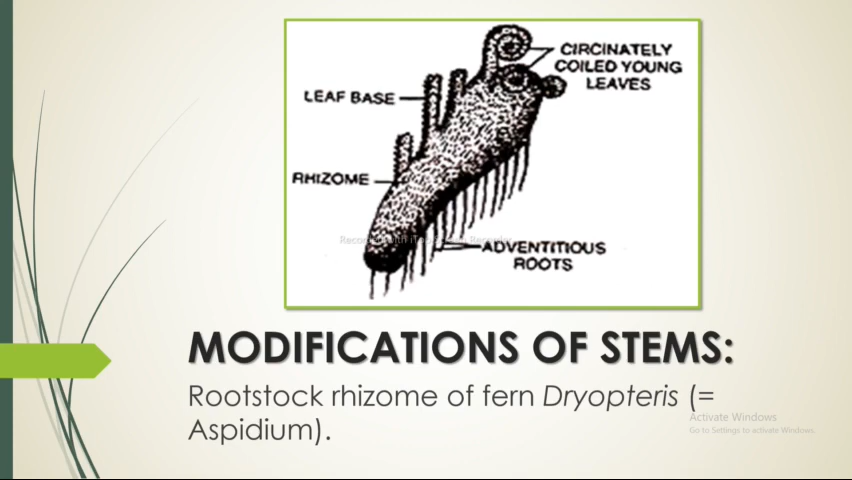 CIRCINATELY
COILED YOUNG
LEAVES
LEAF BASE
RHIZOME
ADVENTITIOUS
ROOTS
MODIFICATIONS OF STEMS:
Rootstock rhizome of fern Dryopteris (=
Aspidium).
Activate Windows
Go to Settings to activate Windows.